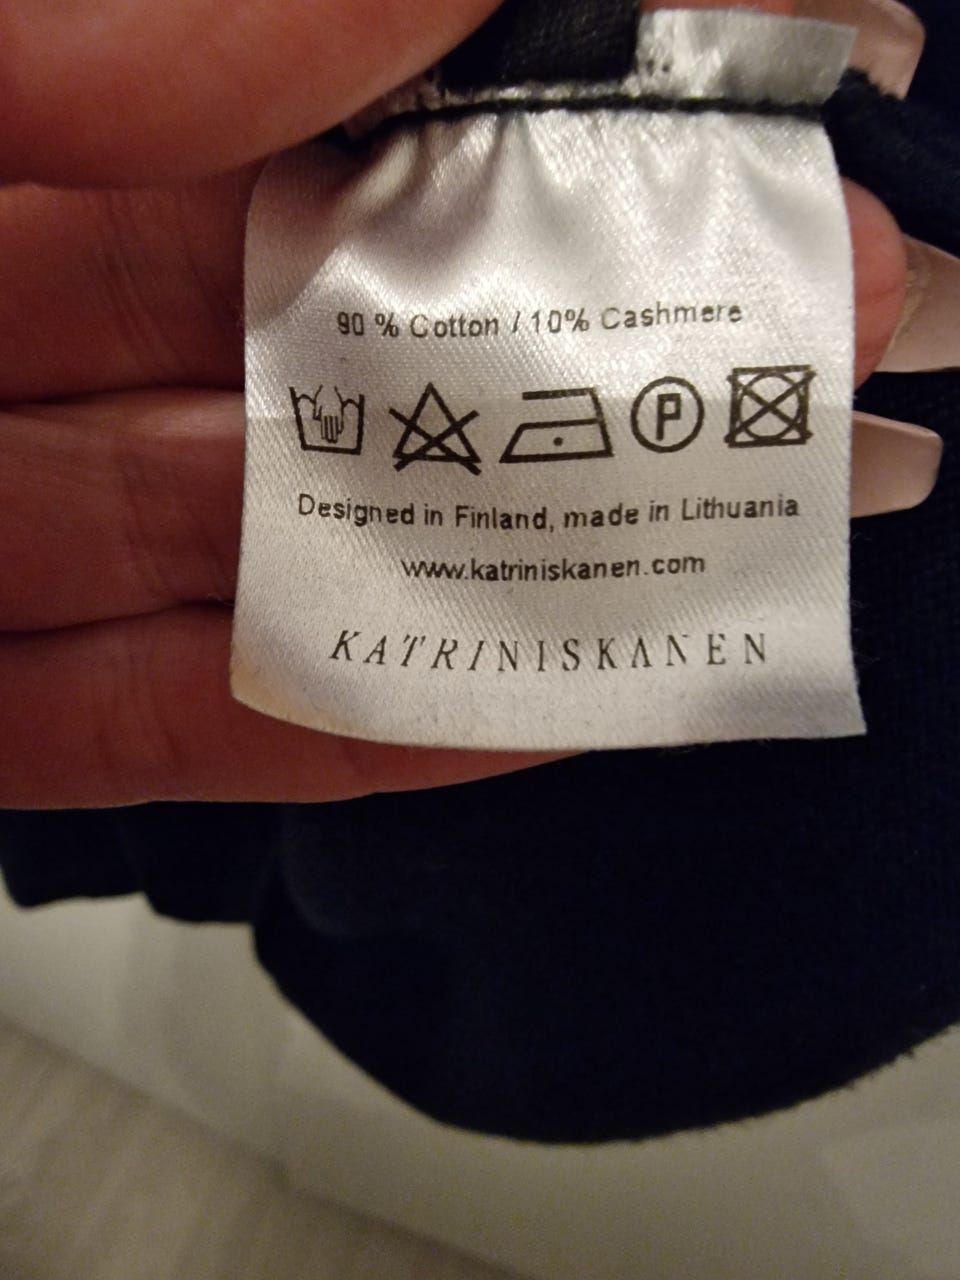 90 % Cotton / 10% Cashmere
P
Designed in Finland, made in Lithuania
www.katriniskanen.com
KATRINISKANEN